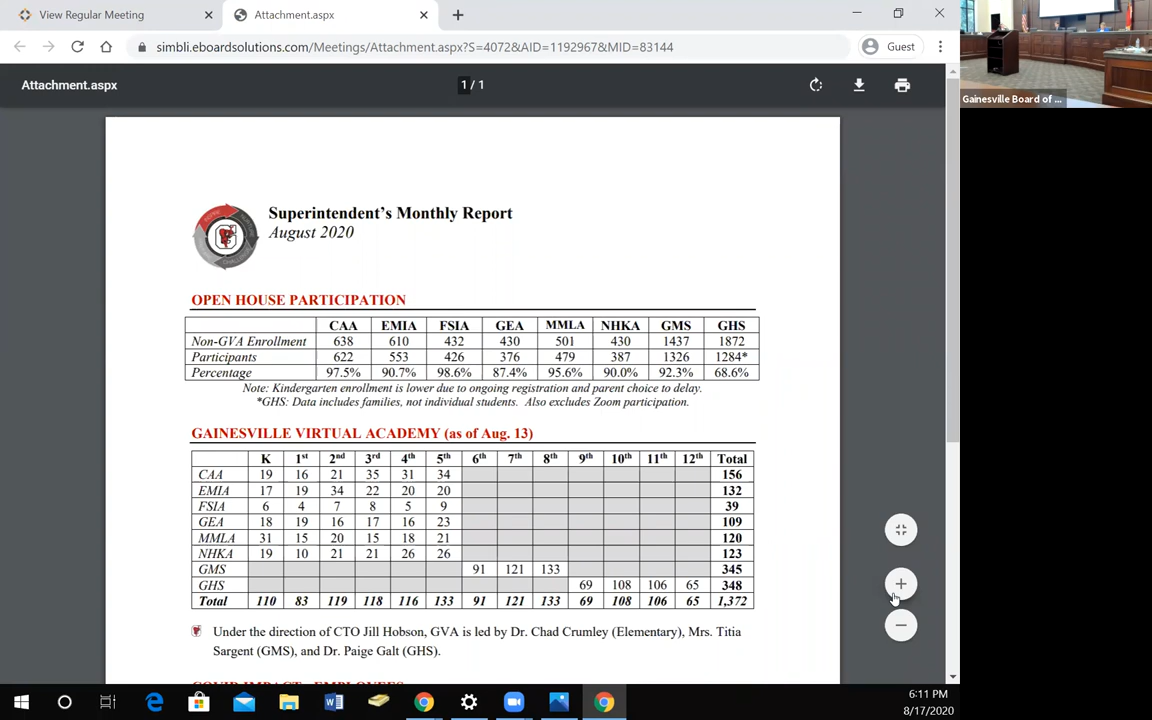 View Regular Meeting
Attachment.aspx
simbli.eboardsolutions.com/Meetings/Attachment.aspx?S=4072&AID=1192967&MID=83144
Guest
Attachment.aspx
1 / 1
Gainesville Board of ...
Superintendent's Monthly Report
August 2020
OPEN HOUSE PARTICIPATION
CAA EMIA FSIA GEA MMLA NHKA GMS GHS
Non-GVA Enrollment 638 610 432 430 501 430 1437 1872
Participants 622 553 426 376 479 387 1326 1284*
Percentage 97.5% 90.7% 98.6% 87.4% 95.6% 90.0% 92.3% 68.6%
Note: Kindergarten enrollment is lower due to ongoing registration and parent choice to delay.
*GHS: Data includes families, not individual students. Also excludes Zoom participation.
GAINESVILLE VIRTUAL ACADEMY (as of Aug. 13)
K 1st 2nd 3rd 4th 5th 6th 7th 8th 9th 10th 11th 12th Total
CAA 19 16 21 35 31 34 156
EMIA 17 19 34 22 20 20 132
FSIA 6 4 7 8 5 9 39
GEA 18 19 16 17 16 23 109
MMLA 31 15 20 15 18 21 120
NHKA 19 10 21 21 26 26 123
GMS 91 121 133 345
GHS 69 108 106 65 348
Total 110 83 119 118 116 133 91 121 133 69 108 106 65 1,372
Under the direction of CTO Jill Hobson, GVA is led by Dr. Chad Crumley (Elementary), Mrs. Titia
Sargent (GMS), and Dr. Paige Galt (GHS).
COVID IMPACT: EMPLOYEES
6:11 PM
8/17/2020